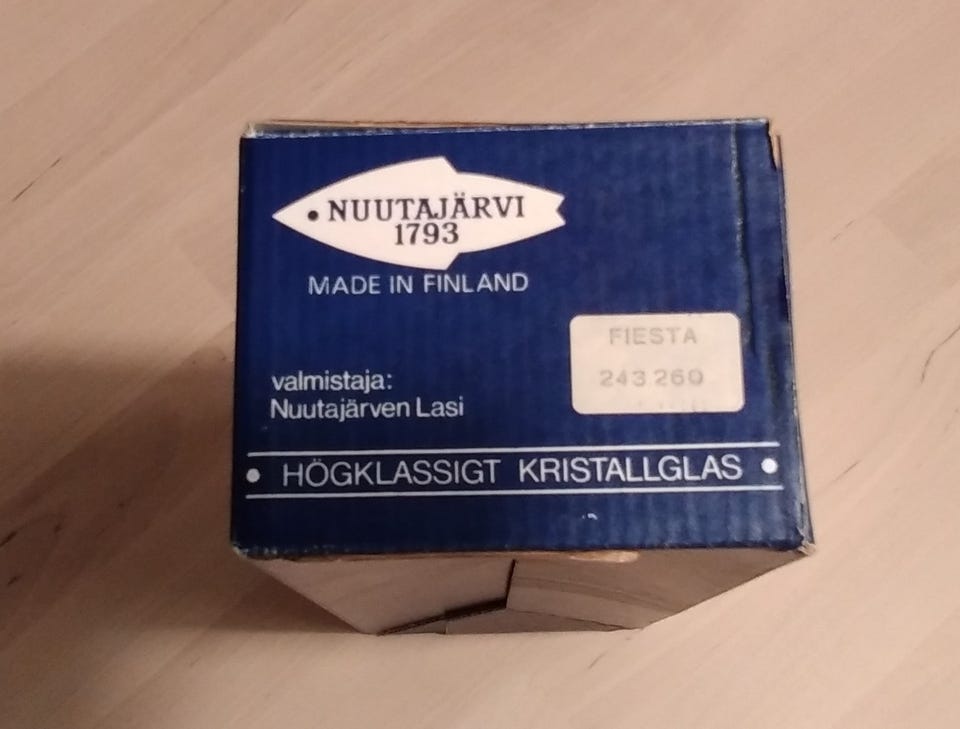 NUUTAJÄRVI
1793
MADE IN FINLAND
FIESTA
243 260
valmistaja:
Nuutajärven Lasi
• HÖGKLASSIGT KRISTALLGLAS •